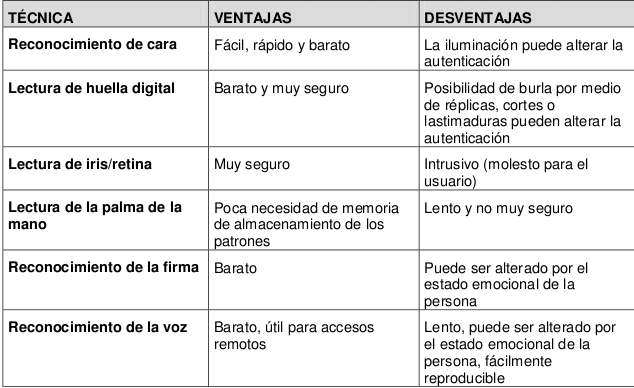 TÉCNICA VENTAJAS DESVENTAJAS
Reconocimiento de cara Fácil, rápido y barato La iluminación puede alterar la
autenticación
Lectura de huella digital Barato y muy seguro Posibilidad de burla por medio
de réplicas, cortes o
lastimaduras pueden alterar la
autenticación
Lectura de iris/retina Muy seguro Intrusivo (molesto para el
usuario)
Lectura de la palma de la Poca necesidad de memoria Lento y no muy seguro
mano de almacenamiento de los
patrones
Reconocimiento de la firma Barato Puede ser alterado por el
estado emocional de la
persona
Reconocimiento de la voz Barato, útil para accesos Lento, puede ser alterado por
remotos el estado emocional de la
persona, fácilmente
reproducible